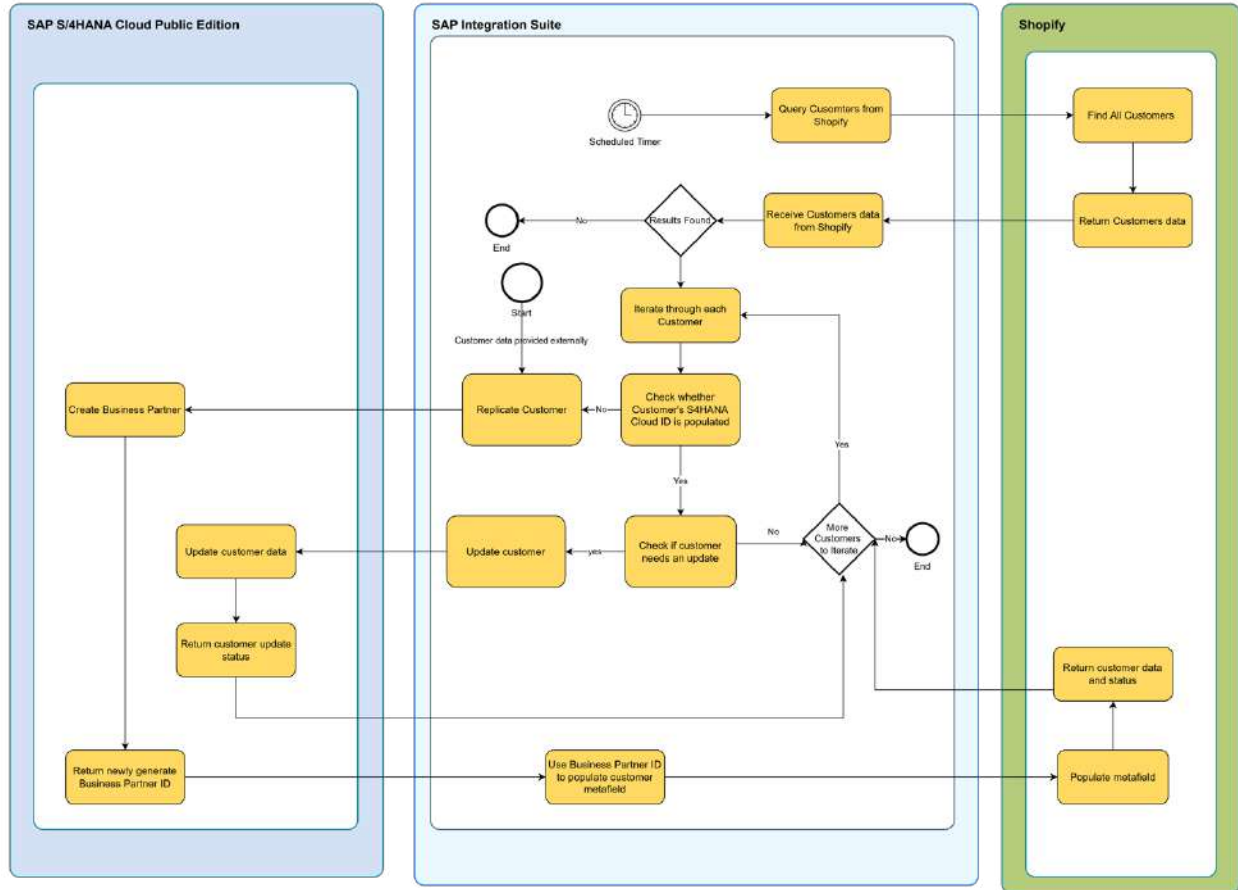 SAP S/4HANA Cloud Public Edition
SAP Integration Suite
Shopify
Scheduled Timer
Query Cusomters from
Shopify
Find All Customers
No
End
Results Found
Receive Customers data
from Shopify
Return Customers data
Start
Customer data provided externally
Iterate through each
Customer
Create Business Partner
Replicate Customer
No
Check whether
Customer's S4HANA
Cloud ID is populated
Yes
Yes
Update customer data
Update customer
yes
Check if customer
needs an update
No
More
Customers
to Iterate
No
End
Return customer update
status
Return customer data
and status
Return newly generate
Business Partner ID
Use Business Partner ID
to populate customer
metafield
Populate metafield